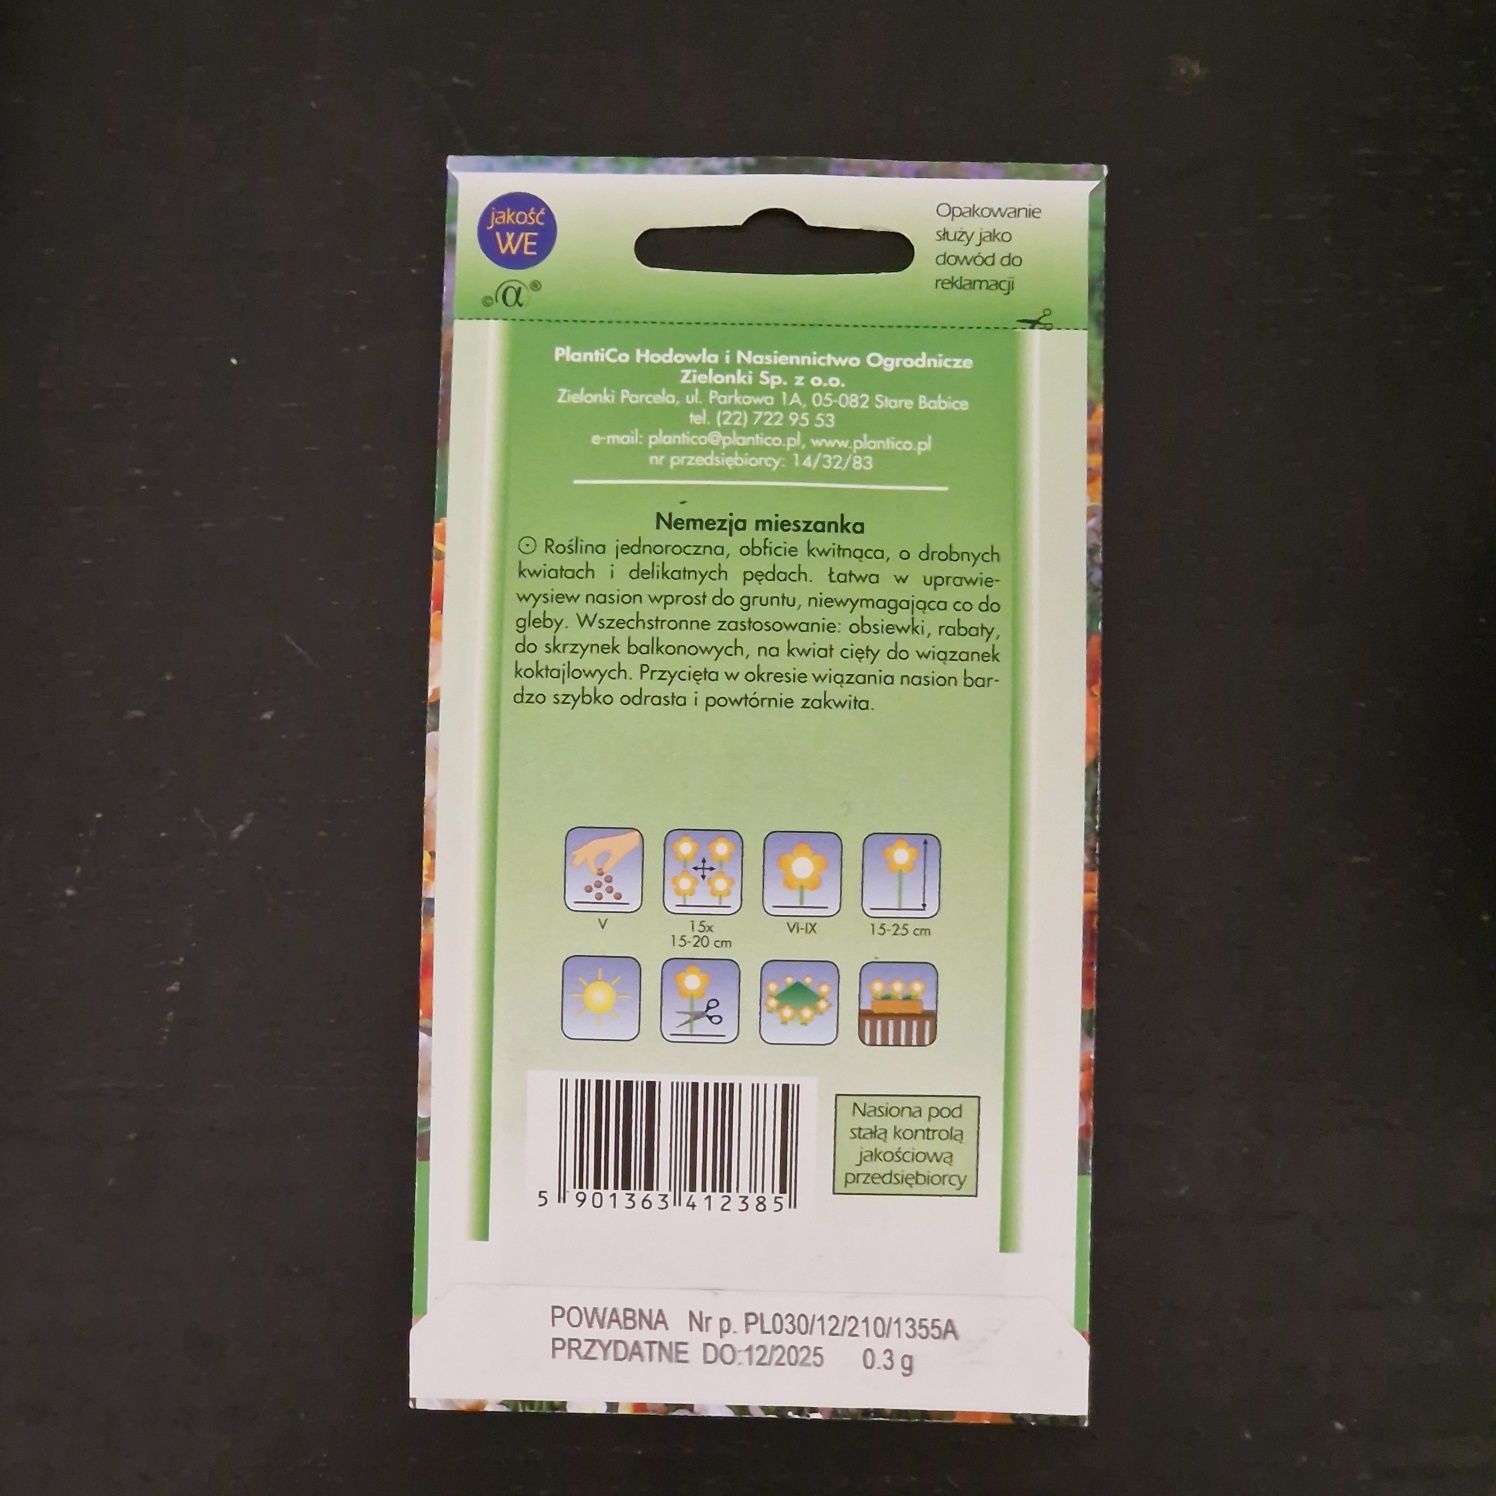 jakość
WE
Opakowanie
służy jako
dowód do
reklamacji
©α®
PlantiCo Hodowla i Nasiennictwo Ogrodnicze
Zielonki Sp. z o.o.
Zielonki Parcela, ul. Parkowa 1A, 05-082 Stare Babice
tel. (22) 722 95 53
e-mail: plantico@plantico.pl, www.plantico.pl
nr przedsiębiorcy: 14/32/83
Nemezja mieszanka
⊙ Roślina jednoroczna, obficie kwitnąca, o drobnych
kwiatach i delikatnych pędach. Łatwa w uprawie-
wysiew nasion wprost do gruntu, niewymagająca co do
gleby. Wszechstronne zastosowanie: obsiewki, rabaty,
do skrzynek balkonowych, na kwiat cięty do wiązanek
koktajlowych. Przycięta w okresie wiązania nasion bar-
dzo szybko odrasta i powtórnie zakwita.
V
15x
15-20 cm
VI-IX
15-25 cm
Nasiona pod
stałą kontrolą
jakościową
przedsiębiorcy
5 901363 412385
POWABNA Nr p. PL030/12/210/1355A
PRZYDATNE DO:12/2025 0.3 g